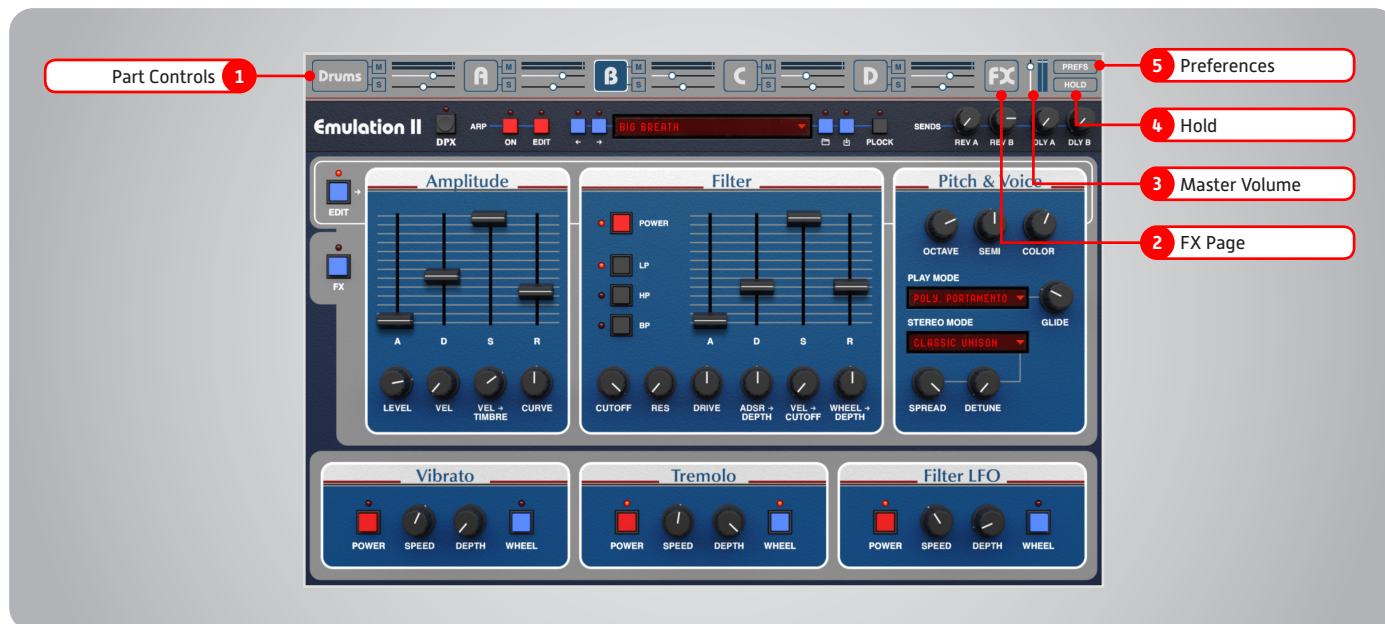 Part Controls 1
Drums M S
A M S
B M S
C M S
D M S
FX
PREFS
HOLD
5 Preferences
4 Hold
3 Master Volume
2 FX Page
Emulation II
DPX
ARP
ON
EDIT
← →
BIG BREATH
PLOCK
SENDS
REV A
REV B
DLY A
DLY B
EDIT
→
FX
Amplitude
A D S R
LEVEL
VEL
VEL →
TIMBRE
CURVE
Filter
POWER
LP
HP
BP
A D S R
CUTOFF
RES
DRIVE
ADSR →
DEPTH
VEL →
CUTOFF
WHEEL →
DEPTH
Pitch & Voice
OCTAVE
SEMI
COLOR
PLAY MODE
POLY. PORTAMENTO
GLIDE
STEREO MODE
CLASSIC UNISON
SPREAD
DETUNE
Vibrato
POWER
SPEED
DEPTH
WHEEL
Tremolo
POWER
SPEED
DEPTH
WHEEL
Filter LFO
POWER
SPEED
DEPTH
WHEEL